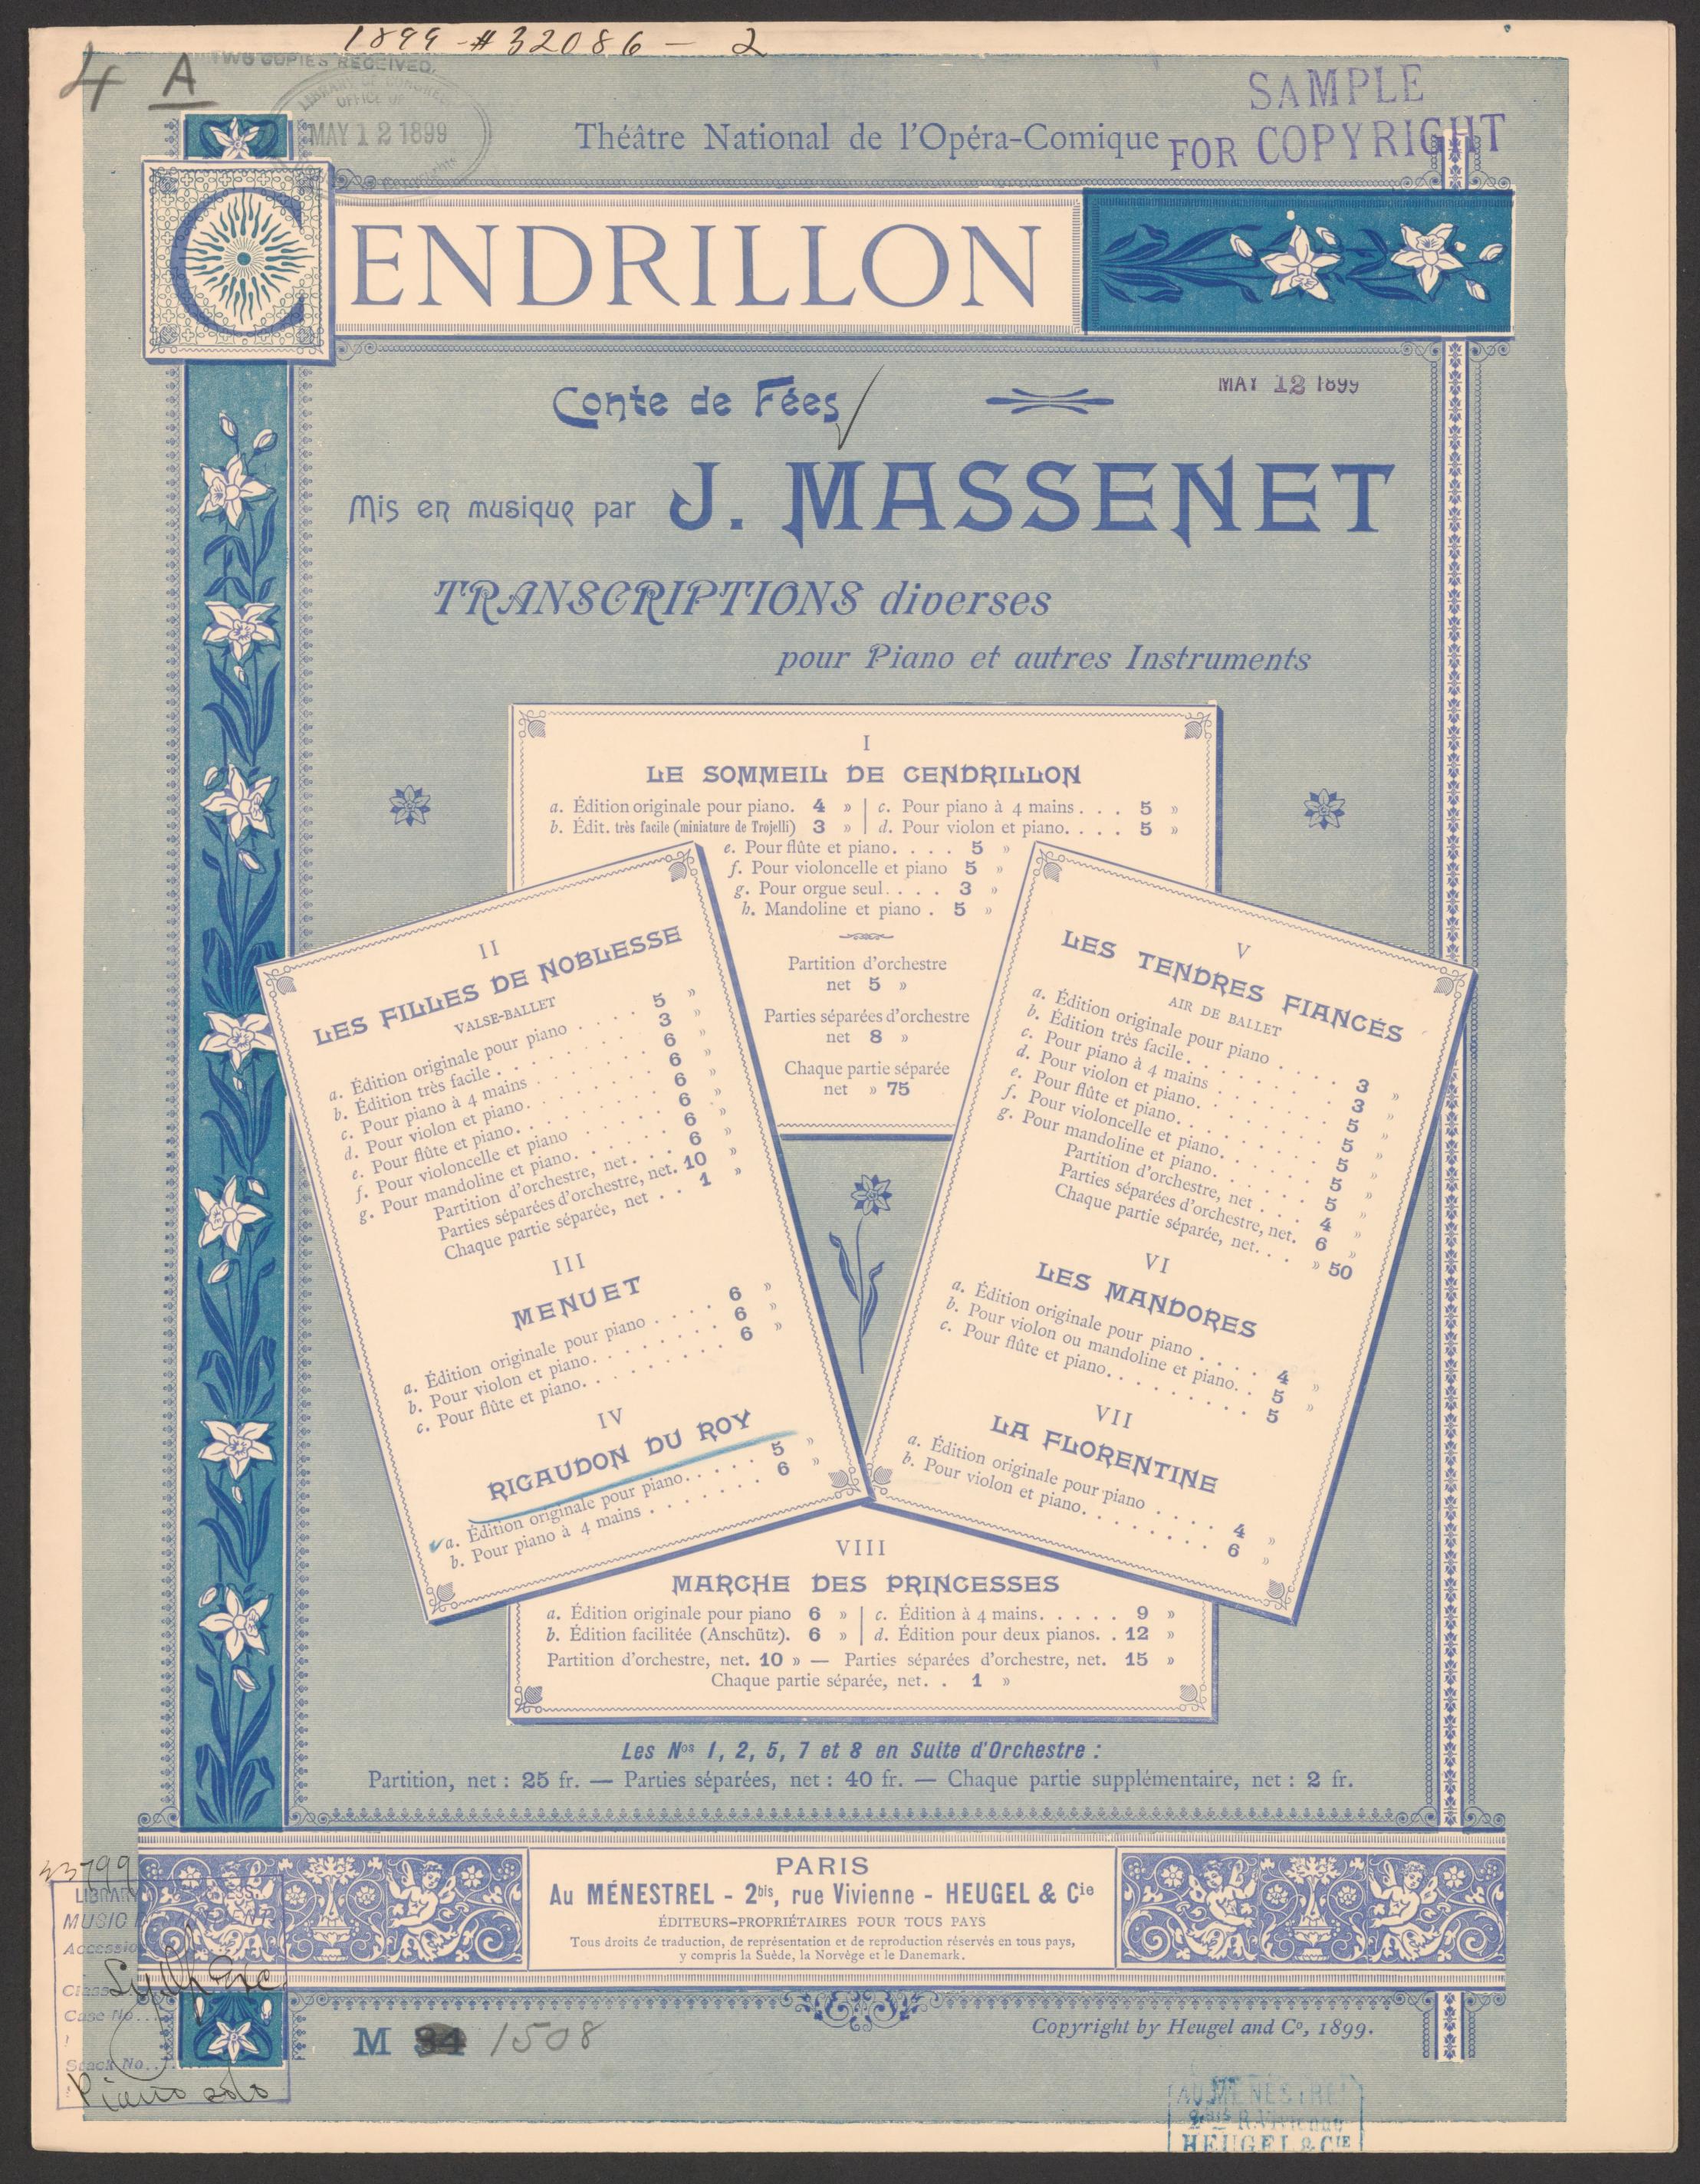 1899 - # 32086 - 2
4 A
TWO COPIES RECEIVED,
LIBRARY OF CONGRESS
OFFICE OF
MAY 12 1899
SAMPLE
FOR COPYRIGHT
Théâtre National de l'Opéra-Comique
CENDRILLON
Conte de Fées
MAY 12 1899
Mis en musique par J. MASSENET
TRANSCRIPTIONS diverses
pour Piano et autres Instruments
I
LE SOMMEIL DE CENDRILLON
a. Édition originale pour piano. 4 » | c. Pour piano à 4 mains . . . 5 »
b. Édit. très facile (miniature de Trojelli) 3 » | d. Pour violon et piano. . . . 5 »
e. Pour flûte et piano. . . . 5 »
f. Pour violoncelle et piano 5 »
g. Pour orgue seul. . . . 3 »
h. Mandoline et piano . 5 »
Partition d'orchestre
net 5 »
Parties séparées d'orchestre
net 8 »
Chaque partie séparée
net » 75
II
LES FILLES DE NOBLESSE
VALSE-BALLET
a. Édition originale pour piano . . . . 5 »
b. Édition très facile . . . . . . . . 3 »
c. Pour piano à 4 mains . . . . . . . 6 »
d. Pour violon et piano. . . . . . . . 6 »
e. Pour flûte et piano. . . . . . . . 6 »
f. Pour violoncelle et piano . . . . . 6 »
g. Pour mandoline et piano. . . . . . 6 »
Partition d'orchestre, net. . . . 6 »
Parties séparées d'orchestre, net. 10 »
Chaque partie séparée, net . . 1 »
III
MENUET
a. Édition originale pour piano . . . . 6 »
b. Pour violon et piano. . . . . . . . 6 »
c. Pour flûte et piano. . . . . . . . 6 »
IV
RIGAUDON DU ROY
a. Édition originale pour piano. . . . . 5 »
b. Pour piano à 4 mains . . . . . . . 6 »
V
LES TENDRES FIANCÉS
AIR DE BALLET
a. Édition originale pour piano . . . . 3 »
b. Édition très facile. . . . . . . . . 3 »
c. Pour piano à 4 mains . . . . . . . 5 »
d. Pour violon et piano. . . . . . . . 5 »
e. Pour flûte et piano. . . . . . . . 5 »
f. Pour violoncelle et piano. . . . . . 5 »
g. Pour mandoline et piano. . . . . . 5 »
Partition d'orchestre, net . . . 4 »
Parties séparées d'orchestre, net. 6 »
Chaque partie séparée, net. . . » 50
VI
LES MANDORES
a. Édition originale pour piano . . . 4 »
b. Pour violon ou mandoline et piano. . 5 »
c. Pour flûte et piano. . . . . . . . 5
VII
LA FLORENTINE
a. Édition originale pour piano . . . . 4 »
b. Pour violon et piano. . . . . . . . 6 »
VIII
MARCHE DES PRINCESSES
a. Édition originale pour piano 6 » | c. Édition à 4 mains. . . . . 9 »
b. Édition facilitée (Anschütz). 6 » | d. Édition pour deux pianos. . 12 »
Partition d'orchestre, net. 10 » — Parties séparées d'orchestre, net. 15 »
Chaque partie séparée, net. . 1 »
Les Nos 1, 2, 5, 7 et 8 en Suite d'Orchestre :
Partition, net : 25 fr. — Parties séparées, net : 40 fr. — Chaque partie supplémentaire, net : 2 fr.
PARIS
Au MÉNESTREL - 2bis, rue Vivienne - HEUGEL & Cie
ÉDITEURS-PROPRIÉTAIRES POUR TOUS PAYS
Tous droits de traduction, de représentation et de reproduction réservés en tous pays,
y compris la Suède, la Norvège et le Danemark.
LIBRARY
MUSIC
Accession
Class
Case No.
Shelf No.
Piano solo
M 34 1508
Copyright by Heugel and Co, 1899.
AU MÉNESTREL
2bis R. Vivienne
HEUGEL & CIE